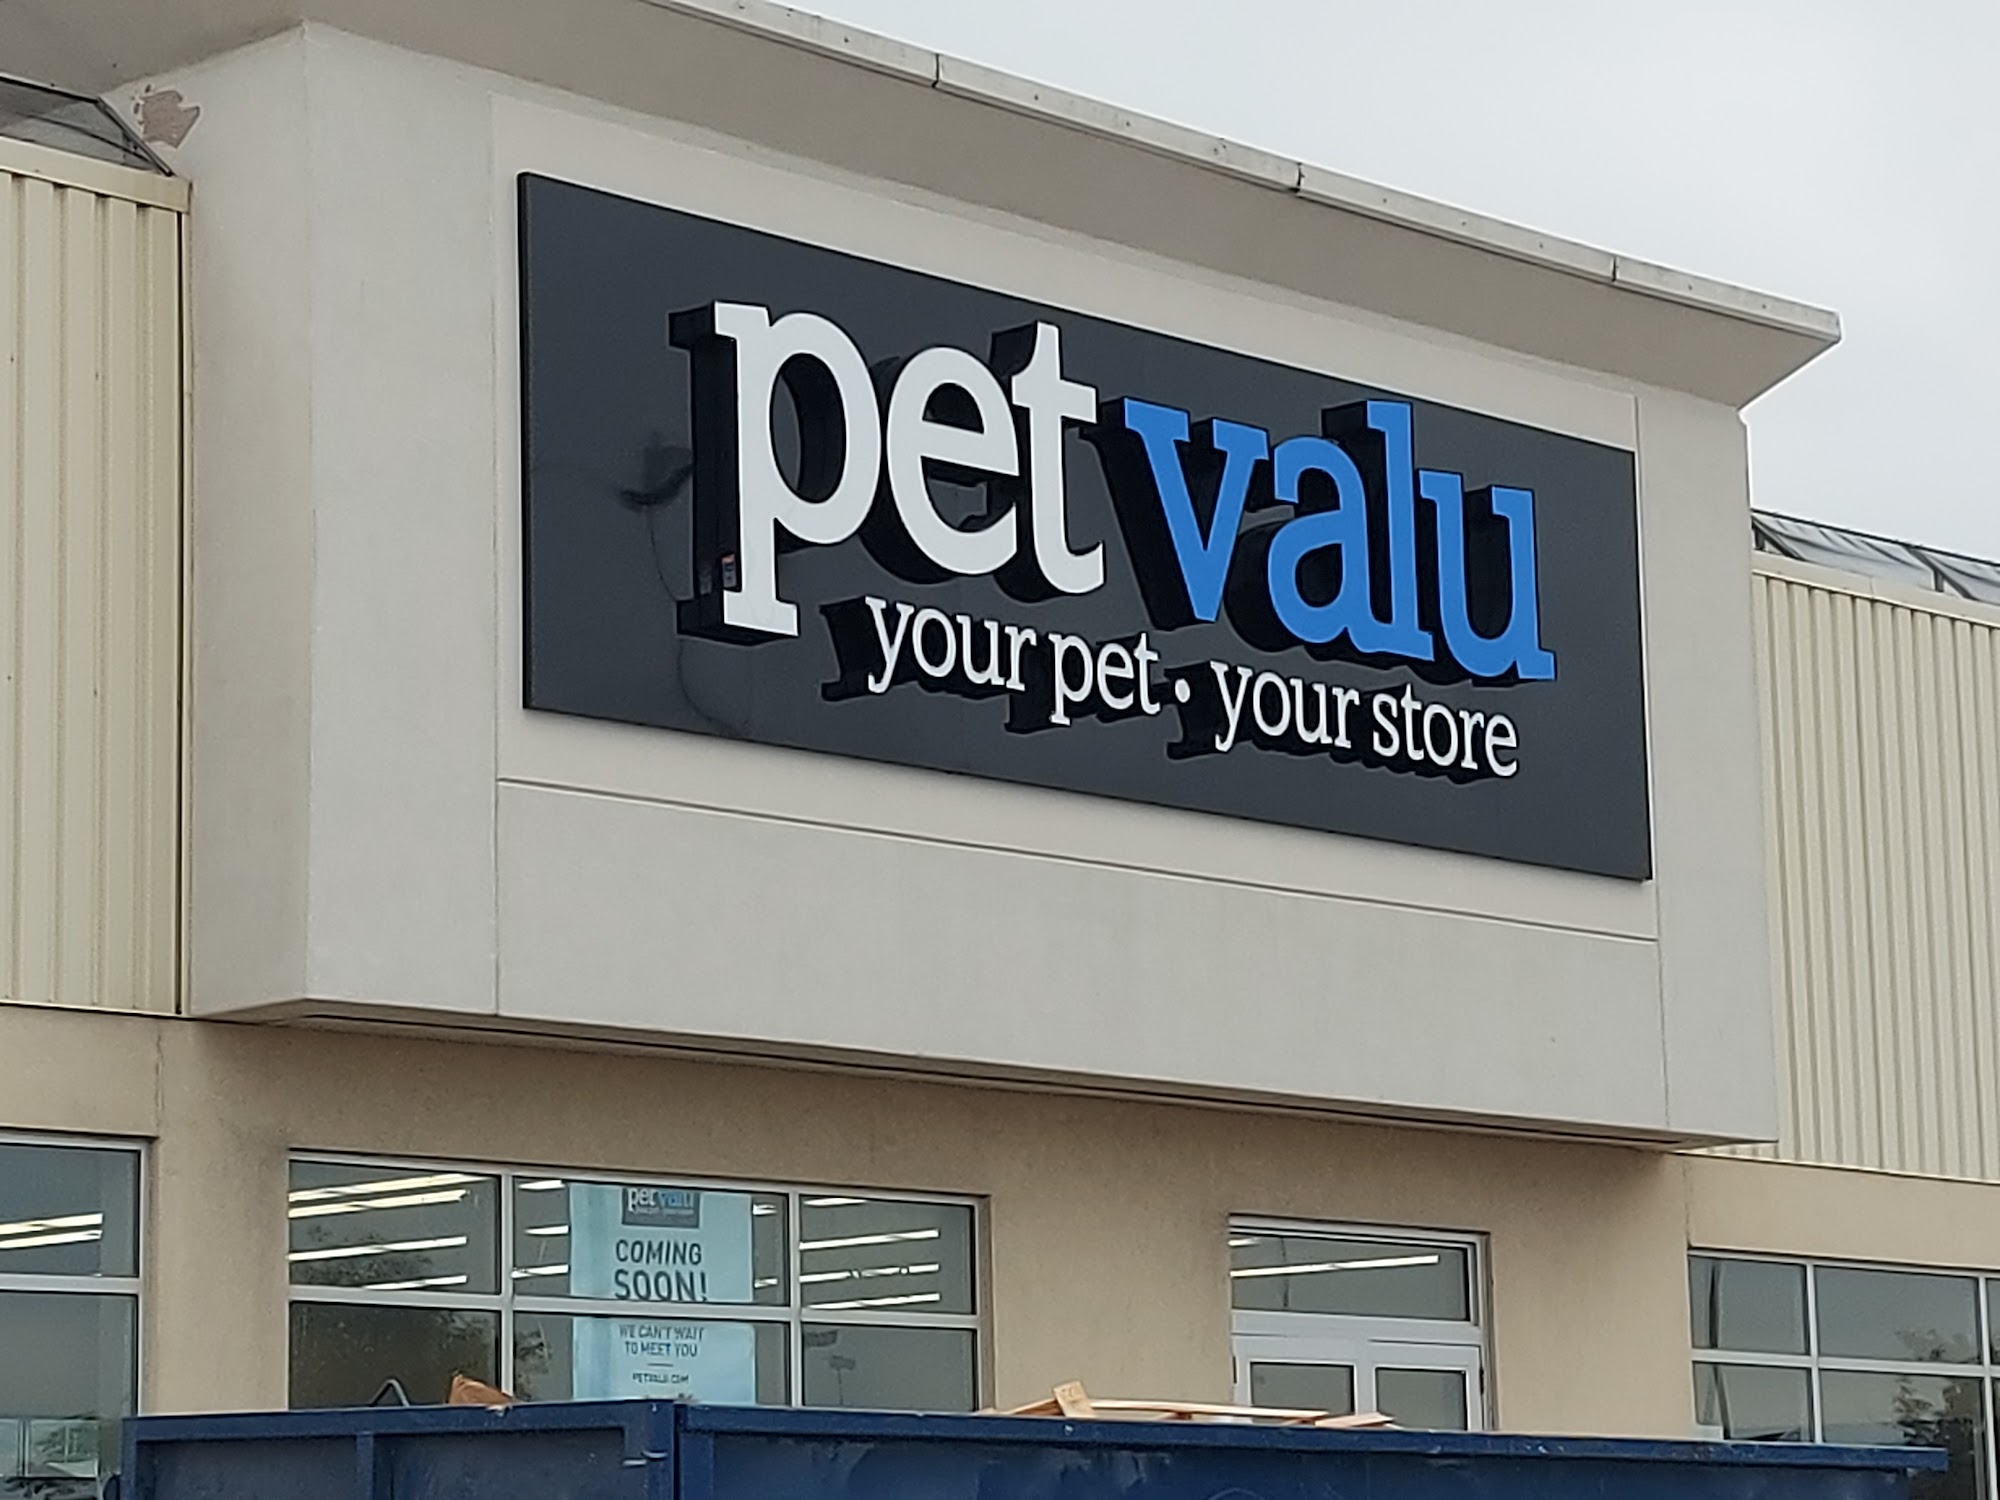 pet valu
your pet • your store
pet valu
COMING
SOON!
WE CAN'T WAIT
TO MEET YOU
PETVALU.COM